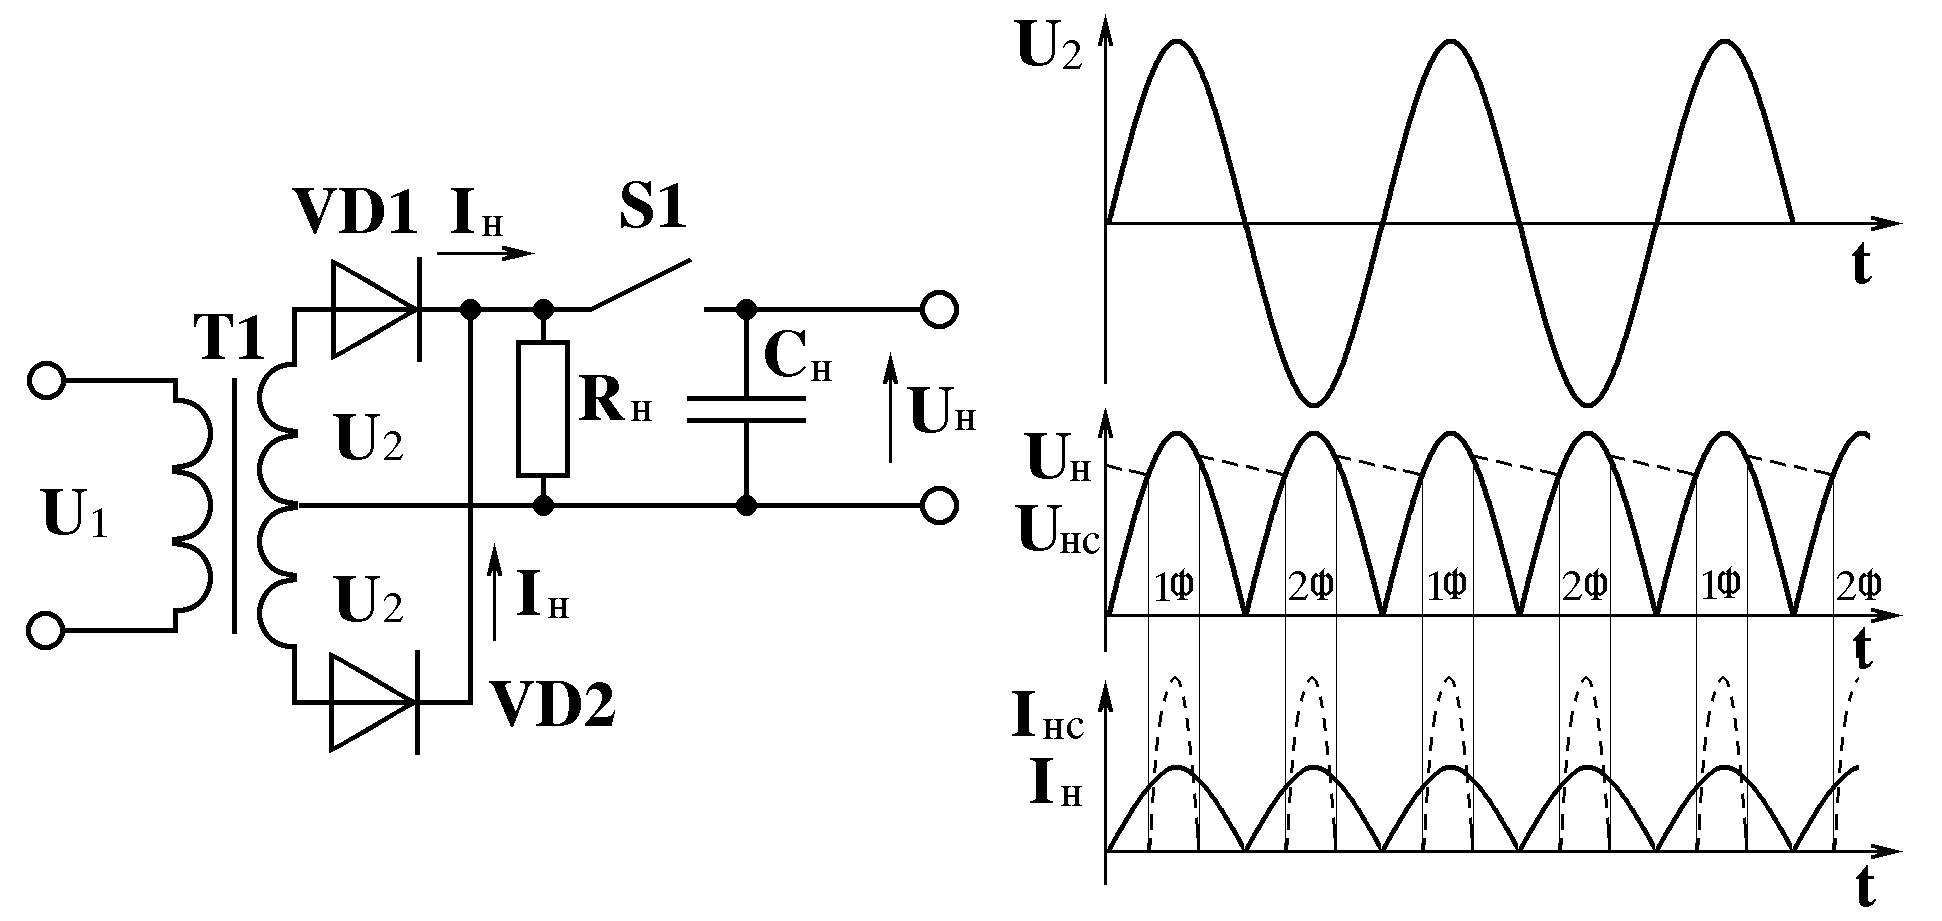 VD1 Iн S1
T1
Cн
Rн
U2
Uн
U1
U2
Iн
VD2
U2
t
Uн
Uнс
1Ф 2Ф 1Ф 2Ф 1Ф 2Ф
t
Iнс
Iн
t